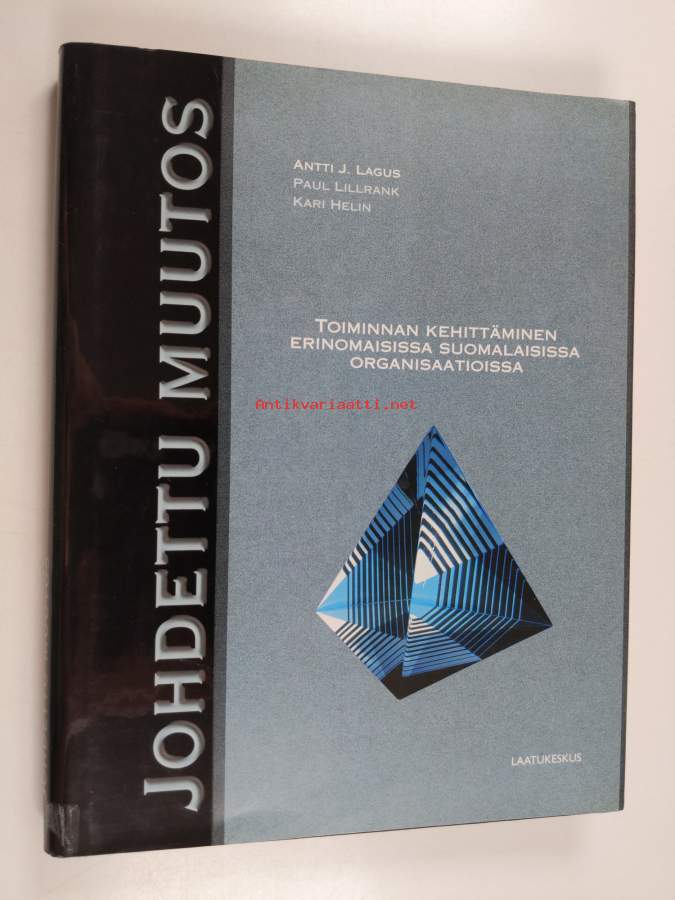 JOHDETTU MUUTOS
ANTTI J. LAGUS
PAUL LILLRANK
KARI HELIN
TOIMINNAN KEHITTÄMINEN
ERINOMAISISSA SUOMALAISISSA
ORGANISAATIOISSA
Antikvariaatti.net
LAATUKESKUS